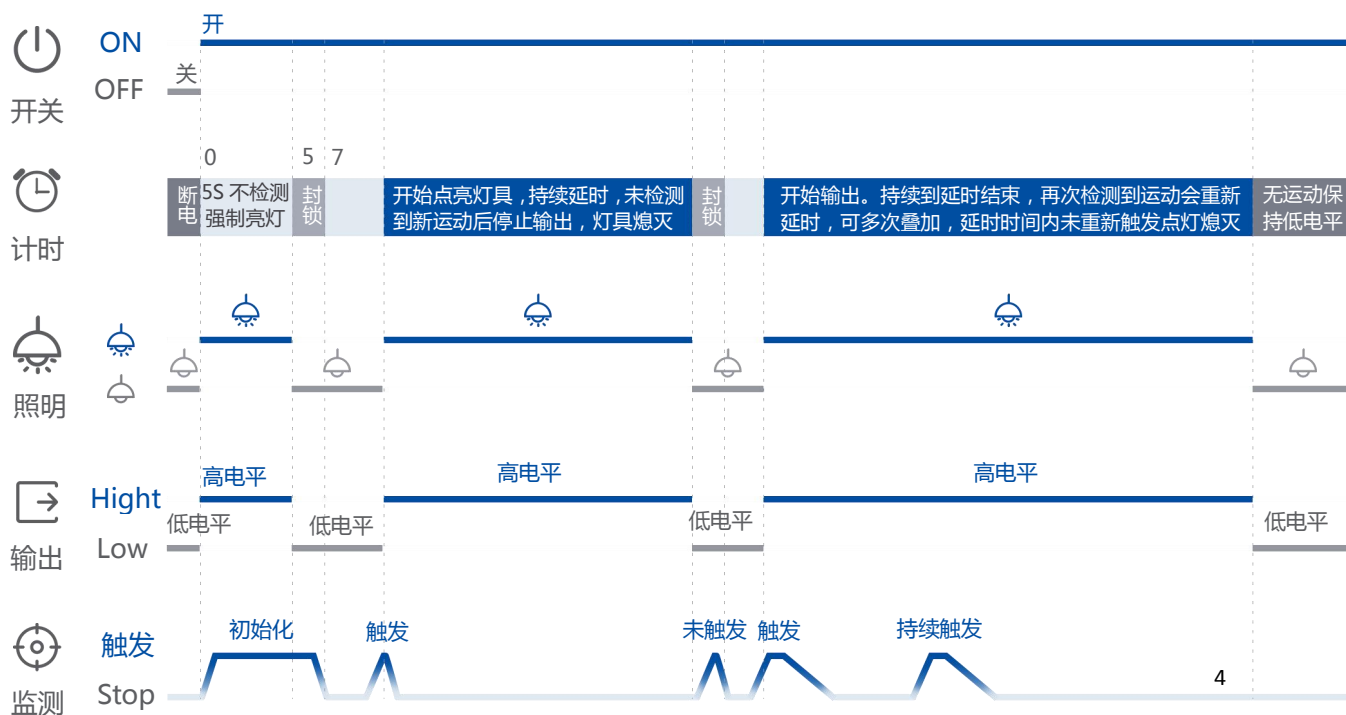 开
ON
关
OFF
开关
0
5
7
断电
5S 不检测
强制亮灯
封锁
开始点亮灯具，持续延时，未检测
到新运动后停止输出，灯具熄灭
封锁
开始输出。持续到延时结束，再次检测到运动会重新
延时，可多次叠加，延时时间内未重新触发点灯熄灭
无运动保
持低电平
计时
照明
高电平
高电平
高电平
Hight
低电平
低电平
低电平
低电平
Low
输出
初始化
触发
未触发
触发
持续触发
触发
Stop
4
监测